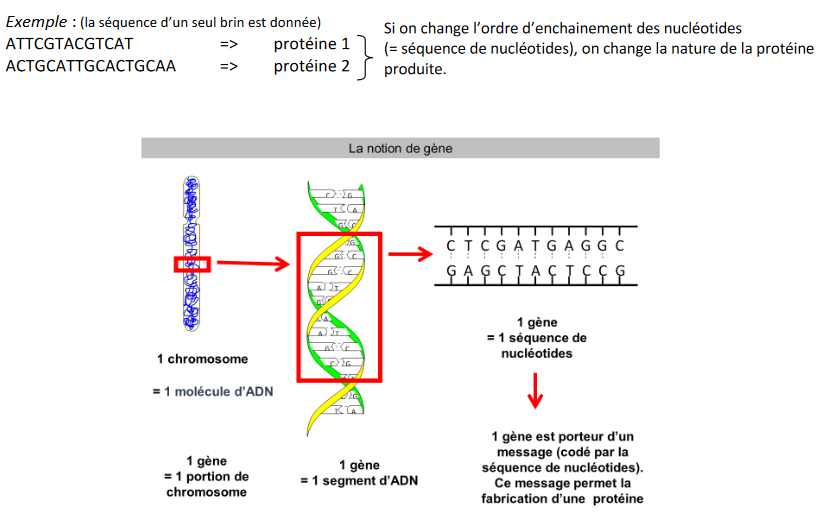 Exemple : (la séquence d'un seul brin est donnée)
ATTCGTACGTCAT => protéine 1
ACTGCATTGCACTGCAA => protéine 2
Si on change l'ordre d'enchainement des nucléotides
(= séquence de nucléotides), on change la nature de la protéine
produite.
La notion de gène
C T C G A T G A G G C
G A G C T A C T C C G
1 chromosome
= 1 molécule d'ADN
1 gène
= 1 portion de
chromosome
1 gène
= 1 segment d'ADN
1 gène
= 1 séquence de
nucléotides
1 gène est porteur d'un
message (codé par la
séquence de nucléotides).
Ce message permet la
fabrication d'une protéine